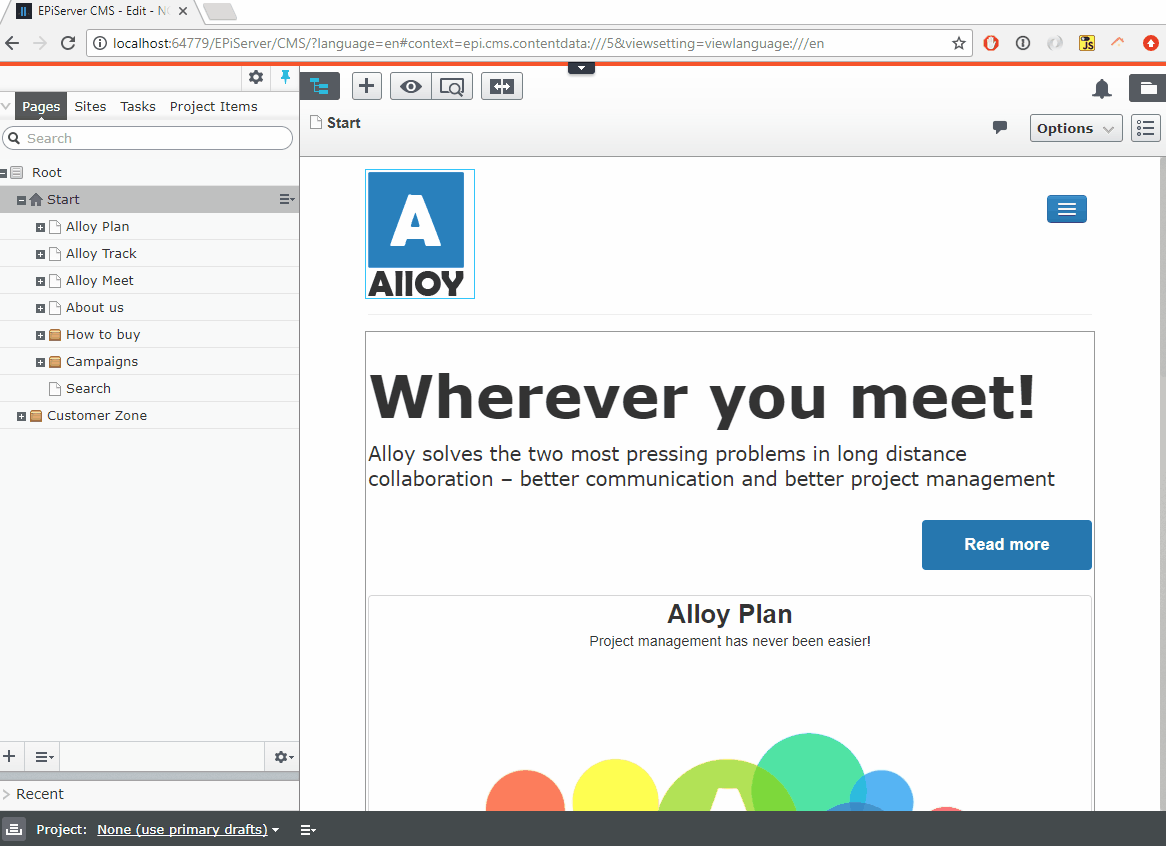 EPiServer CMS - Edit -
localhost:64779/EPiServer/CMS/?language=en#context=epi.cms.contentdata:///5&viewsetting=viewlanguage:///en
JS
Pages Sites Tasks Project Items
Search
Root
Start
Alloy Plan
Alloy Track
Alloy Meet
About us
How to buy
Campaigns
Search
Customer Zone
Recent
Start
Options
A
Alloy
Wherever you meet!
Alloy solves the two most pressing problems in long distance
collaboration – better communication and better project management
Read more
Alloy Plan
Project management has never been easier!
Project: None (use primary drafts)